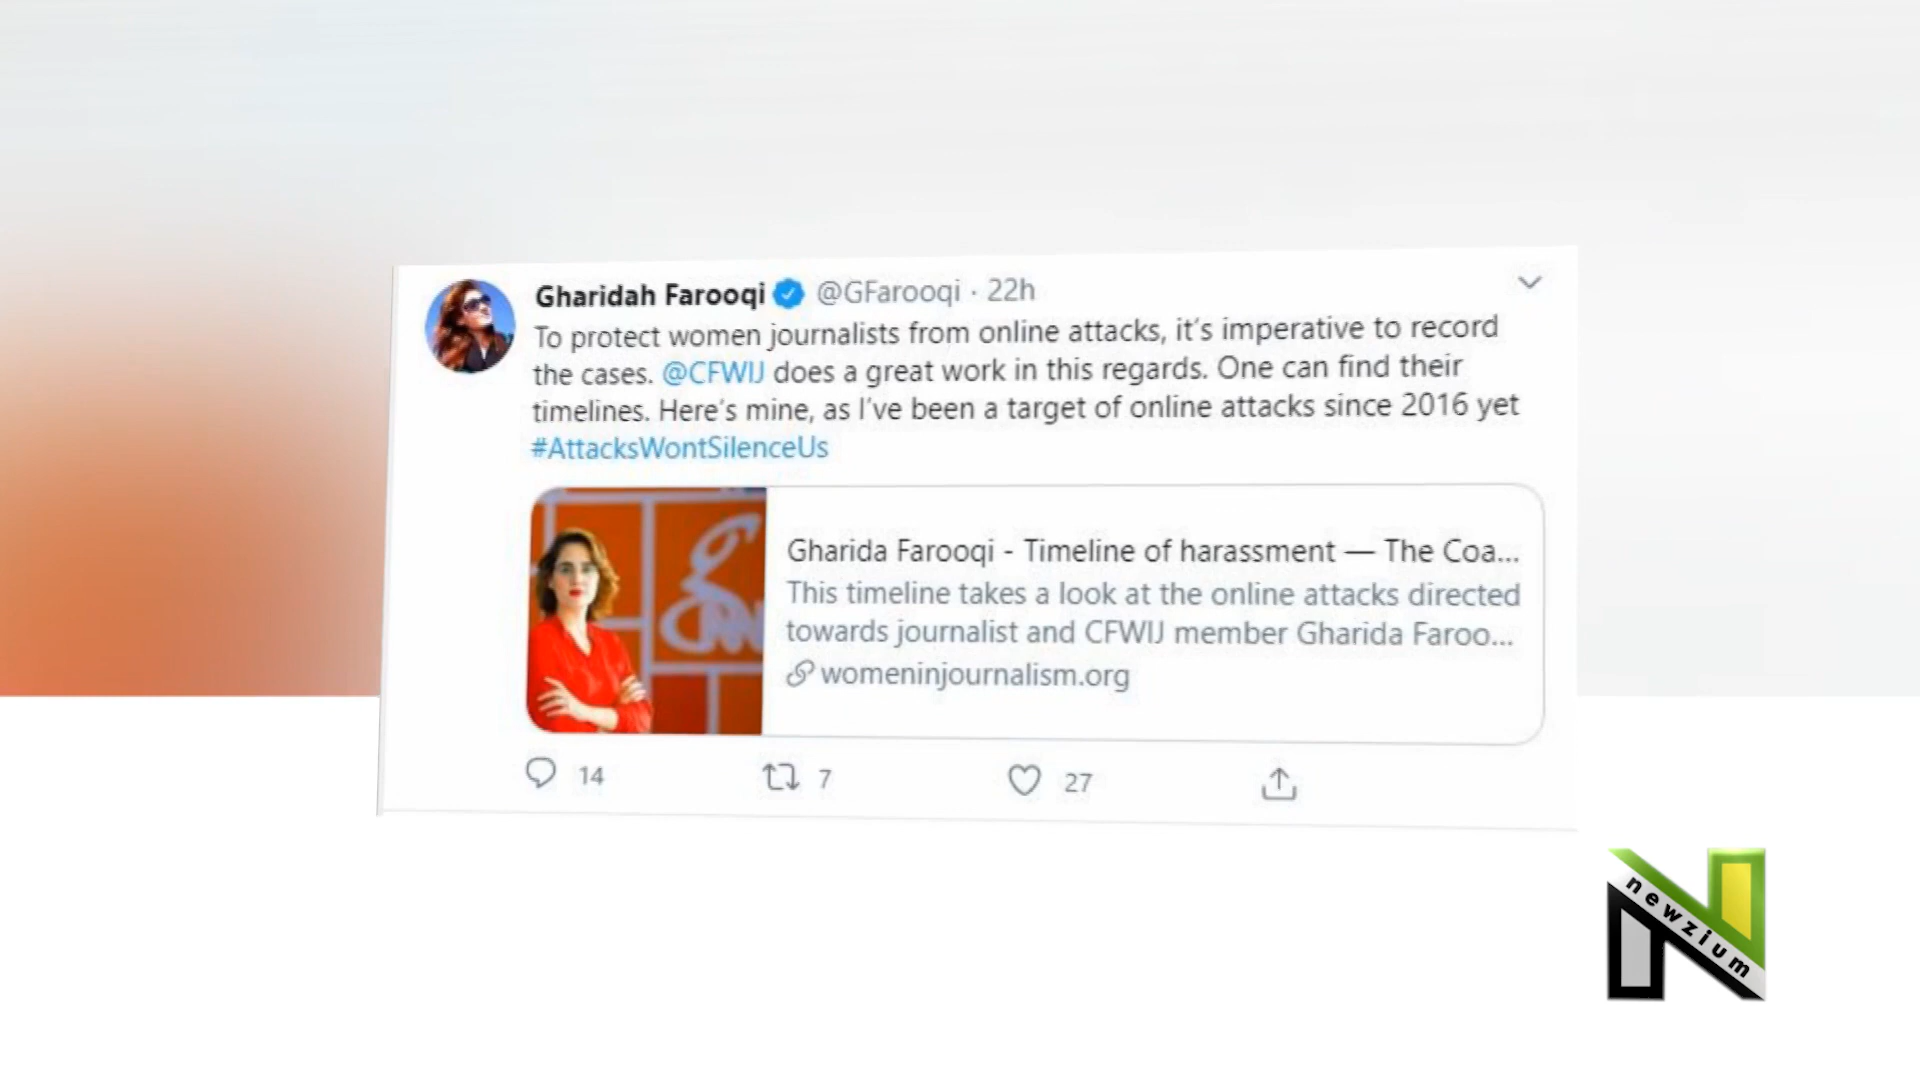 Gharidah Farooqi @GFarooqi · 22h
To protect women journalists from online attacks, it's imperative to record
the cases. @CFWIJ does a great work in this regards. One can find their
timelines. Here's mine, as I've been a target of online attacks since 2016 yet
#AttacksWontSilenceUs
Gharida Farooqi - Timeline of harassment — The Coa...
This timeline takes a look at the online attacks directed
towards journalist and CFWIJ member Gharida Faroo...
womeninjournalism.org
14 7 27
newzium